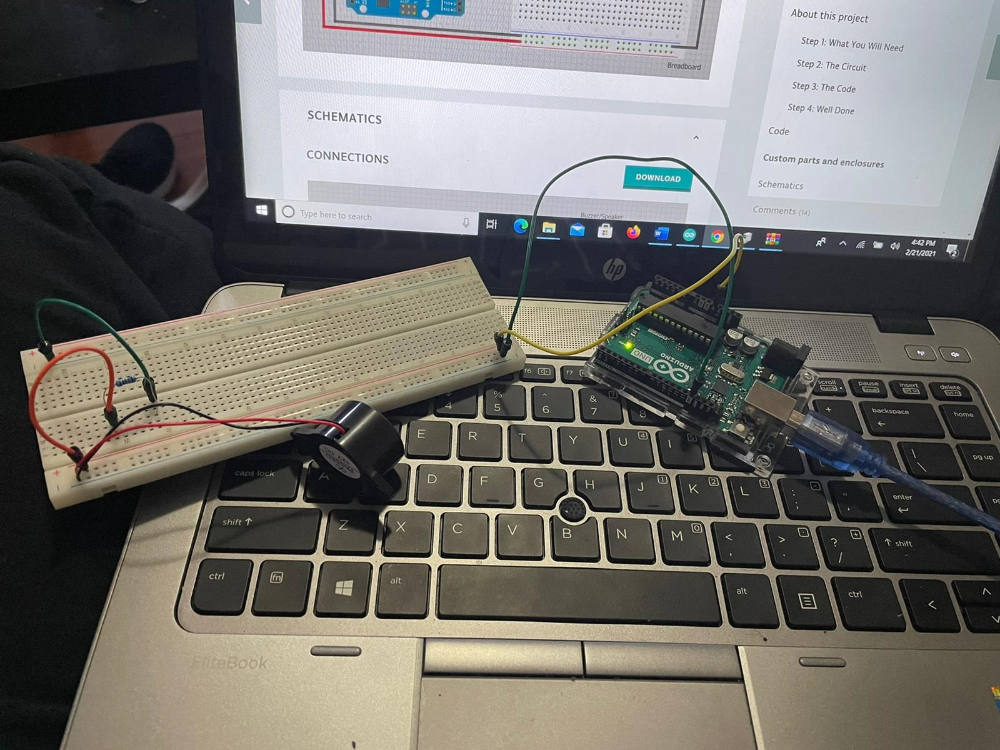 Breadboard
SCHEMATICS
CONNECTIONS
DOWNLOAD
Buzzer/Speaker
About this project
Step 1: What You Will Need
Step 2: The Circuit
Step 3: The Code
Step 4: Well Done
Code
Custom parts and enclosures
Schematics
Comments (14)
Type here to search
4:42 PM
2/21/2021
2
hp
UNO
ARDUINO
f6
f7
scroll
pause
break
insert
delete
%
5
^
6
&
7
8
4
+
backspace
home
E
R
T
Y
U
4
I
5
|
\
pg up
caps lock
A
D
F
G
H
J
1
K
2
L
3
:
;
enter
shift
Z
X
C
V
B
N
M
0
<
,
>
.
?
/
+
shift
ctrl
fn
alt
alt
ctrl
EliteBook